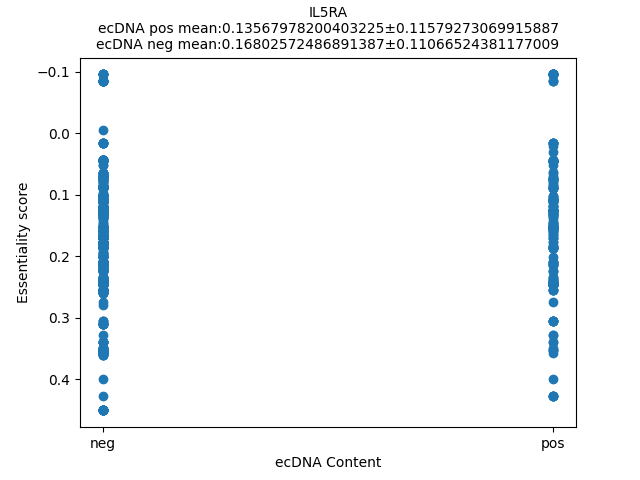 IL5RA
ecDNA pos mean:0.13567978200403225±0.11579273069915887
ecDNA neg mean:0.16802572486891387±0.11066524381177009
−0.1
0.0
0.1
0.2
0.3
0.4
Essentiality score
neg
pos
ecDNA Content